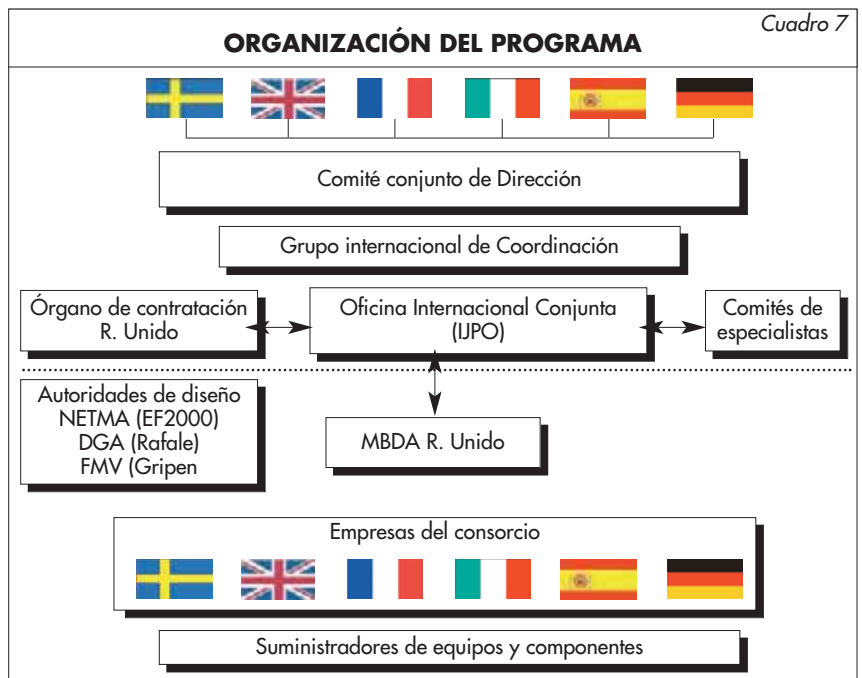 Cuadro 7
ORGANIZACIÓN DEL PROGRAMA
Comité conjunto de Dirección
Grupo internacional de Coordinación
Órgano de contratación
R. Unido
Oficina Internacional Conjunta
(IJPO)
Comités de
especialistas
Autoridades de diseño
NETMA (EF2000)
DGA (Rafale)
FMV (Gripen
MBDA R. Unido
Empresas del consorcio
Suministradores de equipos y componentes